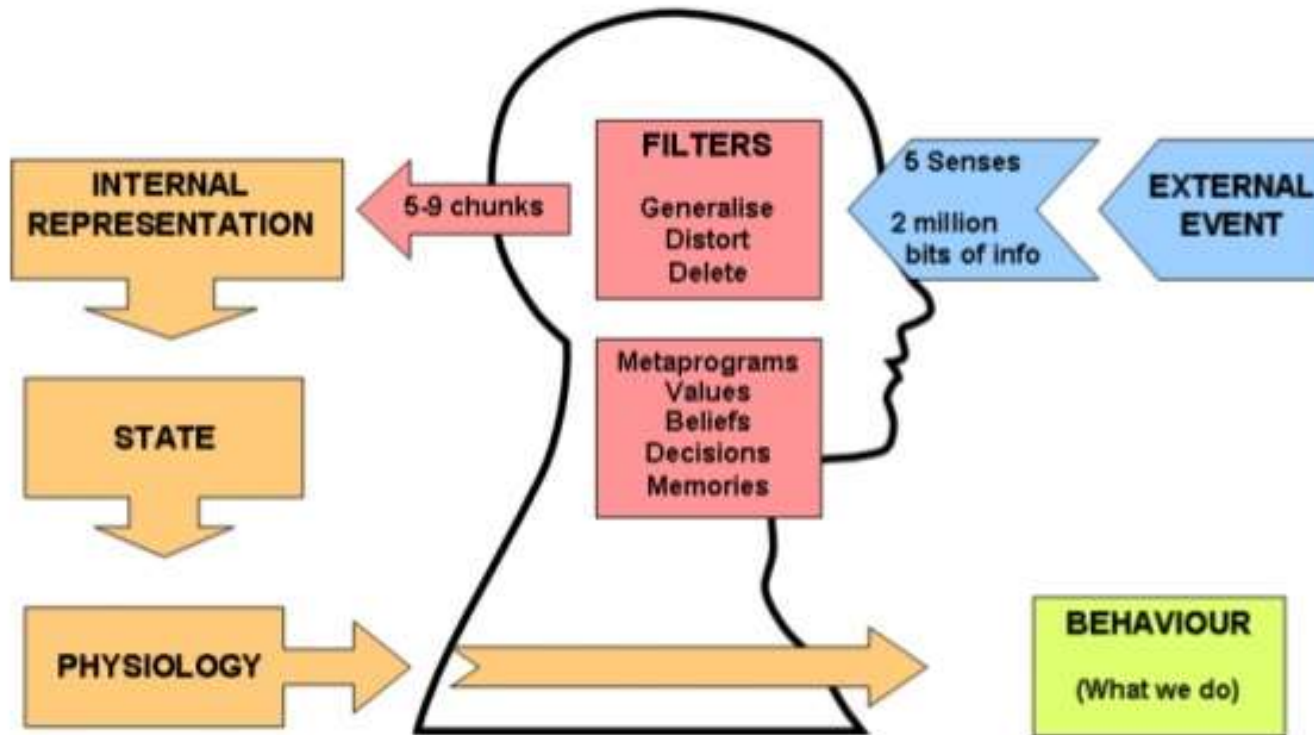 INTERNAL
REPRESENTATION
5-9 chunks
FILTERS
Generalise
Distort
Delete
5 Senses
2 million
bits of info
EXTERNAL
EVENT
Metaprograms
Values
Beliefs
Decisions
Memories
STATE
PHYSIOLOGY
BEHAVIOUR
(What we do)